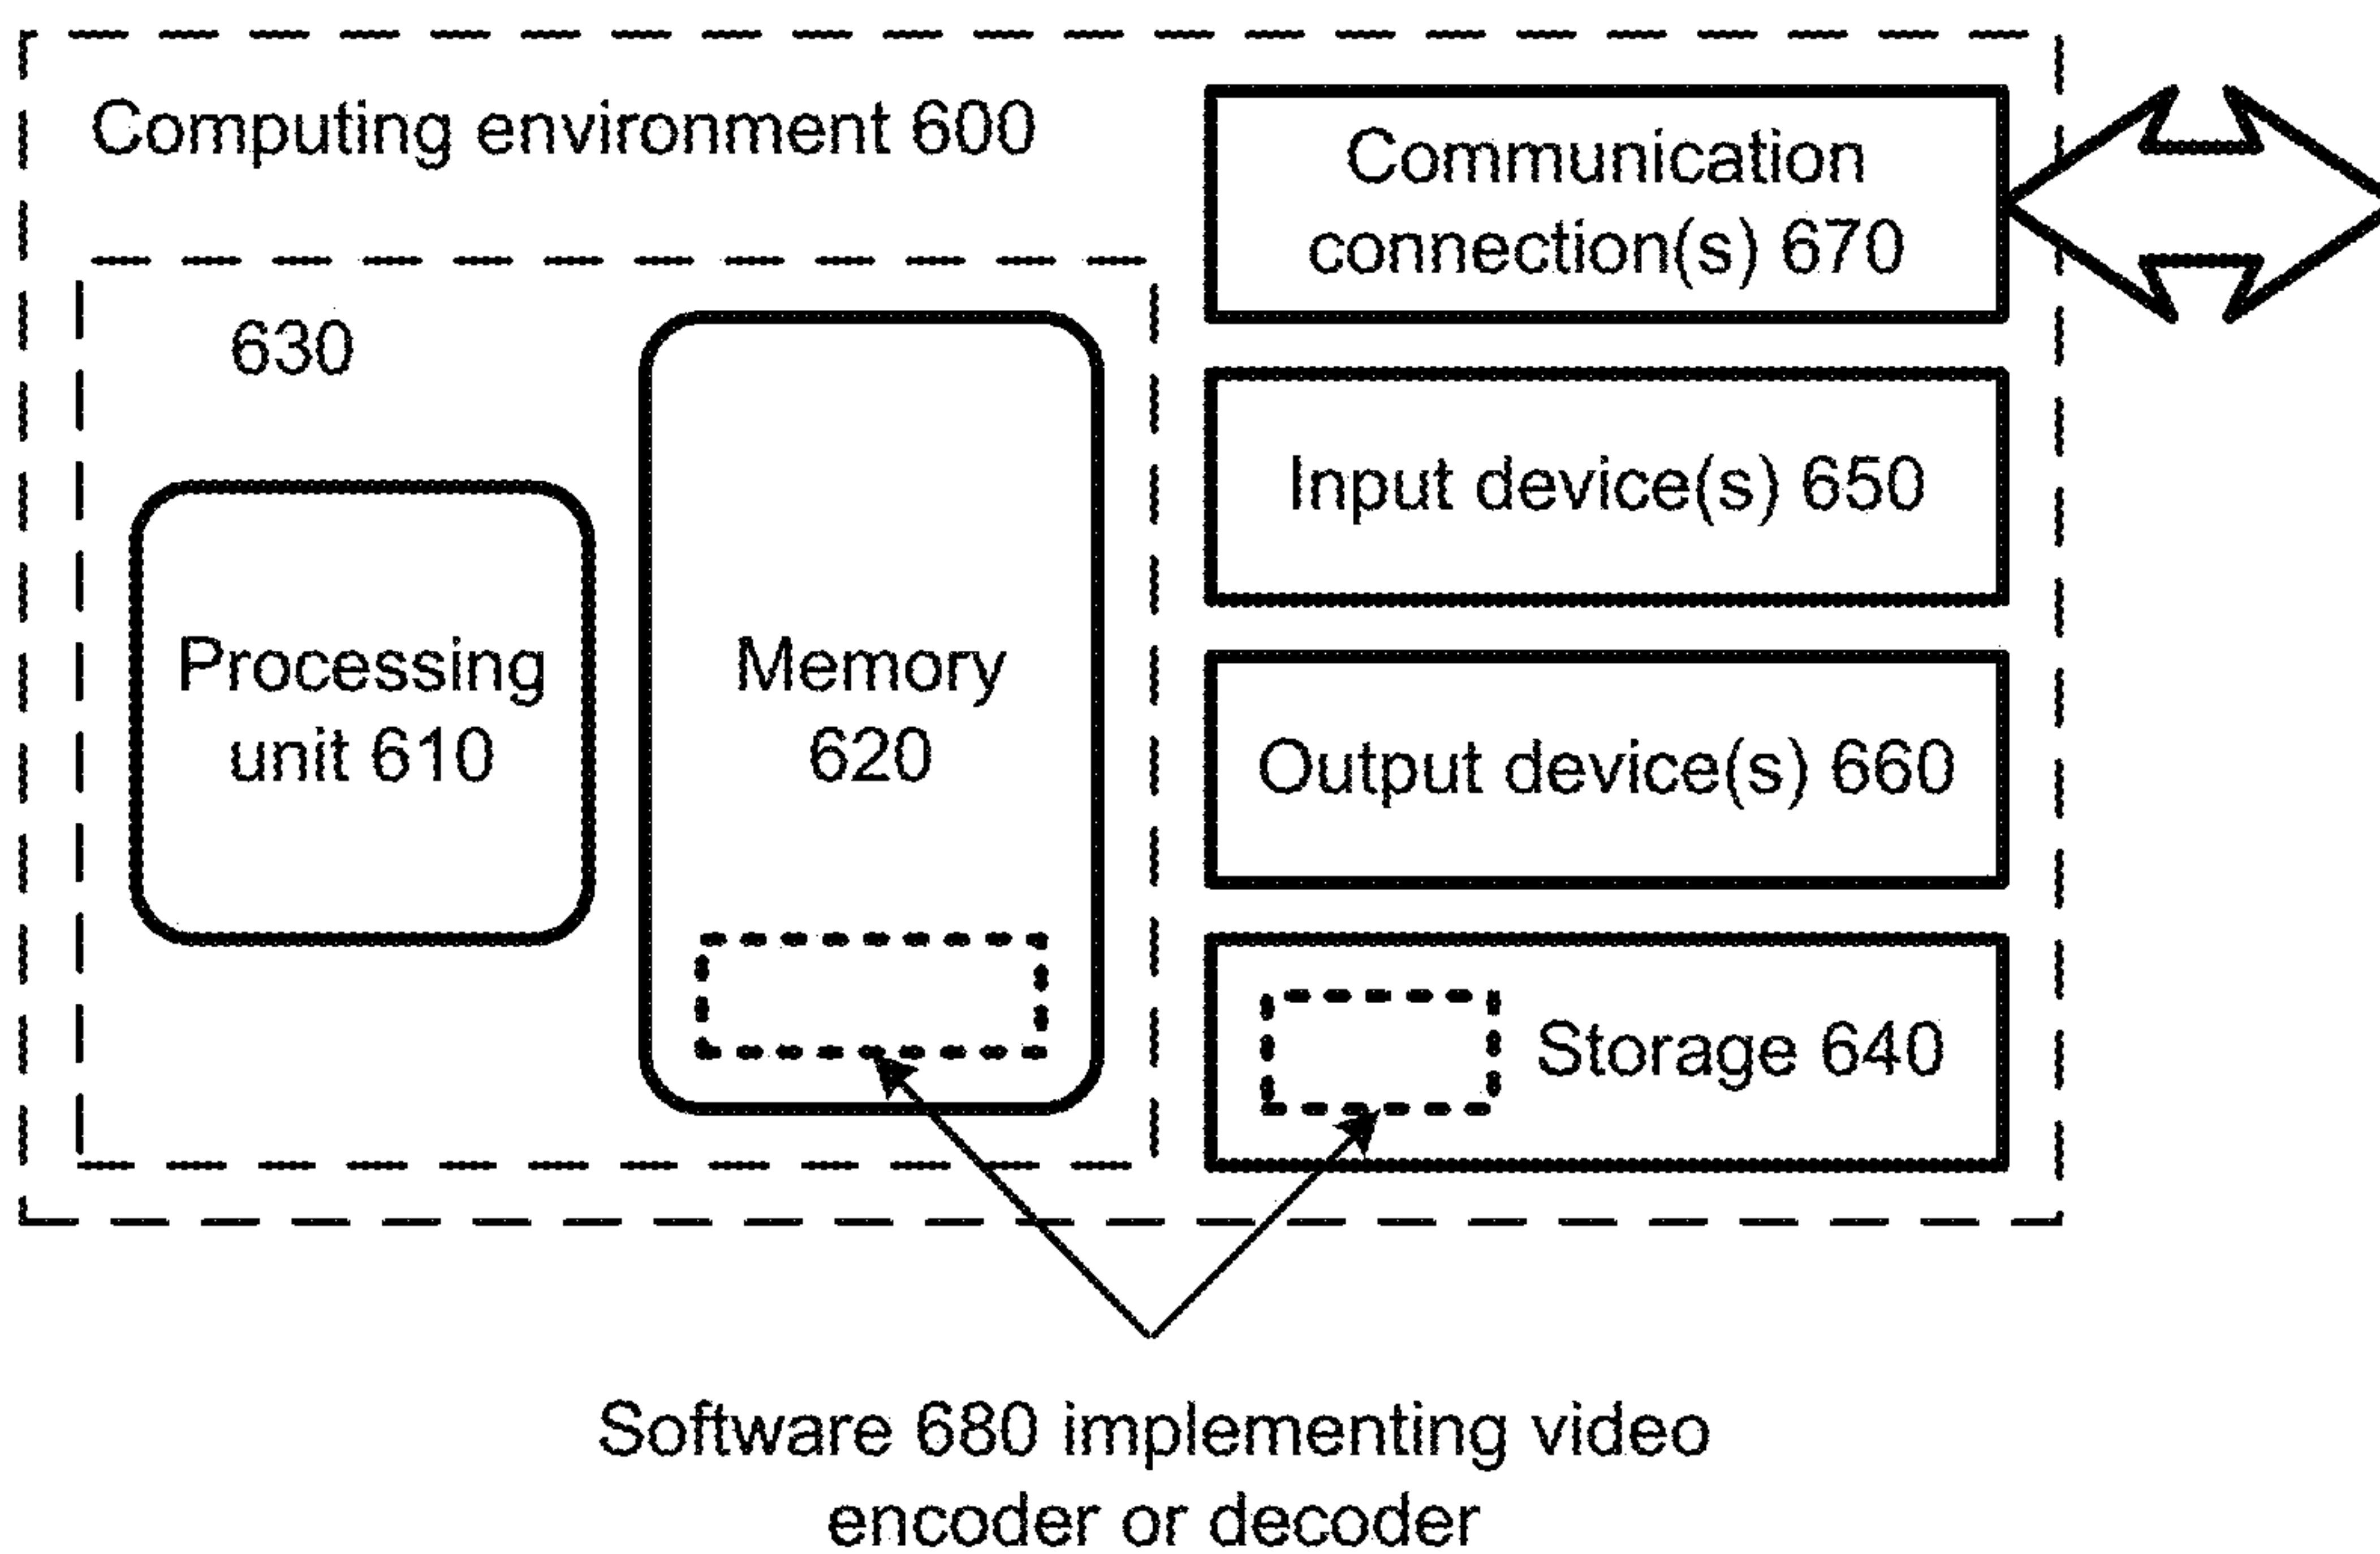 Computing environment 600
630
Processing
unit 610
Memory
620
Communication
connection(s) 670
Input device(s) 650
Output device(s) 660
Storage 640
Software 680 implementing video
encoder or decoder